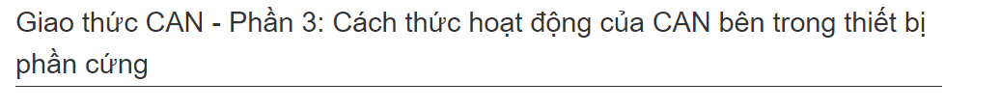 Giao thức CAN - Phần 3: Cách thức hoạt động của CAN bên trong thiết bị
phần cứng